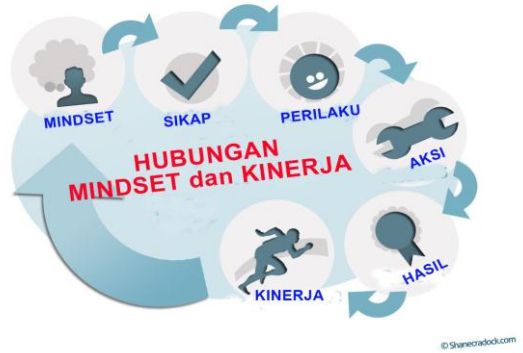 MINDSET
SIKAP
PERILAKU
AKSI
HASIL
KINERJA
HUBUNGAN
MINDSET dan KINERJA
© Shanecradock.com